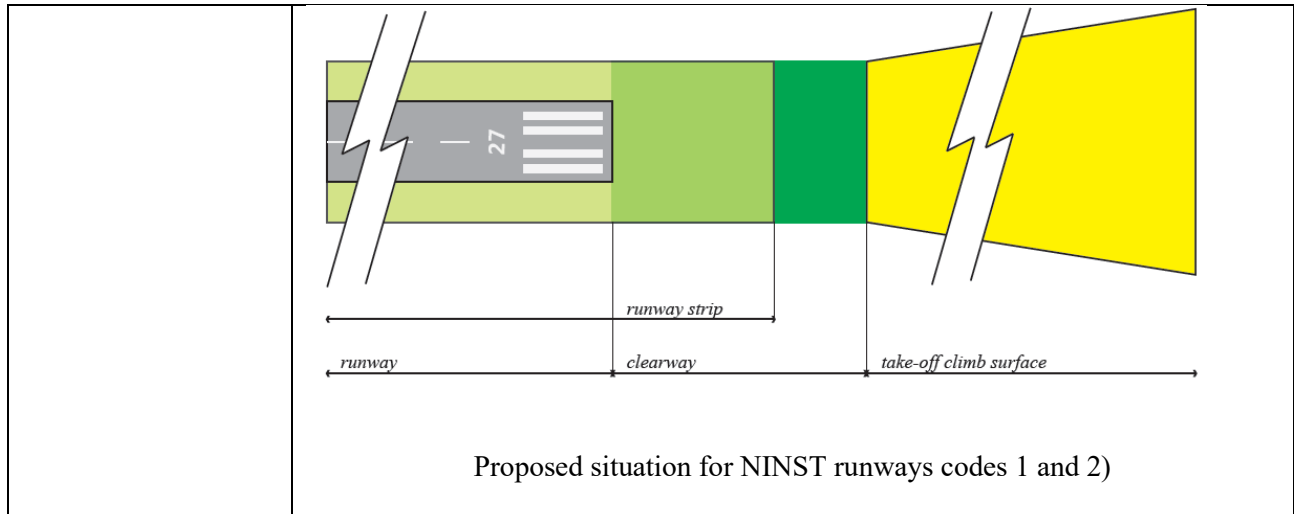 27
runway strip
runway
clearway
take-off climb surface
Proposed situation for NINST runways codes 1 and 2)